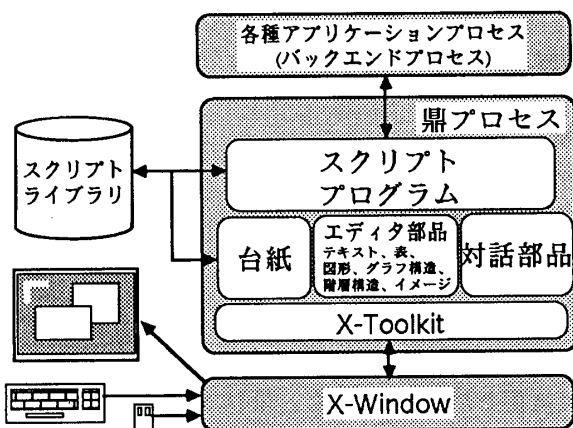 各種アプリケーションプロセス
(バックエンドプロセス)
鼎プロセス
スクリプト
ライブラリ
スクリプト
プログラム
台紙
エディタ部品
テキスト、表、
図形、グラフ構造、
階層構造、イメージ
対話部品
X-Toolkit
X-Window